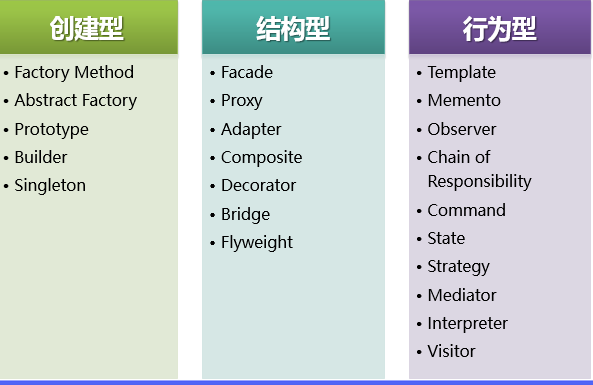 创建型
• Factory Method
• Abstract Factory
• Prototype
• Builder
• Singleton
结构型
• Facade
• Proxy
• Adapter
• Composite
• Decorator
• Bridge
• Flyweight
行为型
• Template
• Memento
• Observer
• Chain of
Responsibility
• Command
• State
• Strategy
• Mediator
• Interpreter
• Visitor